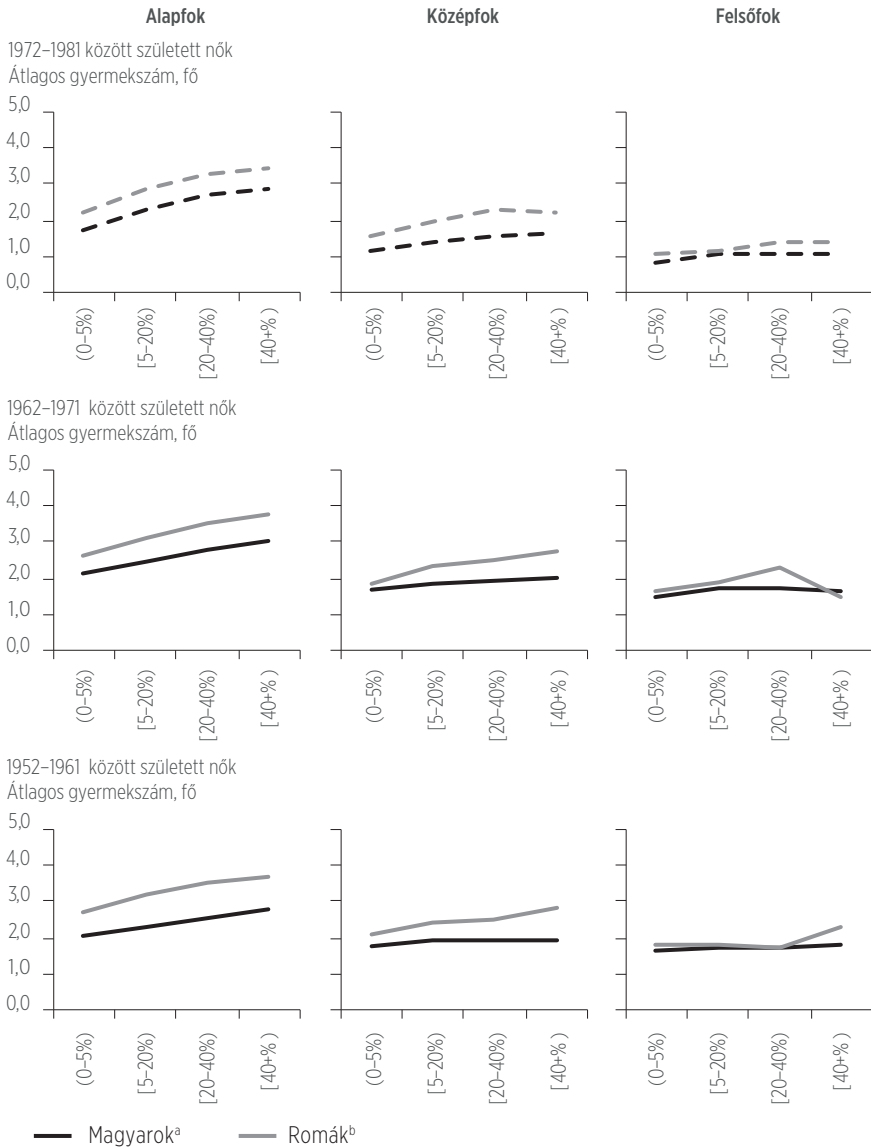 Alapfok Középfok Felsőfok
1972–1981 között született nők
Átlagos gyermekszám, fő
5,0
4,0
3,0
2,0
1,0
0,0
(0–5%) [5–20%) [20–40%) [40+% ) (0–5%) [5–20%) [20–40%) [40+% ) (0–5%) [5–20%) [20–40%) [40+% )
1962–1971 között született nők
Átlagos gyermekszám, fő
5,0
4,0
3,0
2,0
1,0
0,0
(0–5%) [5–20%) [20–40%) [40+% ) (0–5%) [5–20%) [20–40%) [40+% ) (0–5%) [5–20%) [20–40%) [40+% )
1952–1961 között született nők
Átlagos gyermekszám, fő
5,0
4,0
3,0
2,0
1,0
0,0
(0–5%) [5–20%) [20–40%) [40+% ) (0–5%) [5–20%) [20–40%) [40+% ) (0–5%) [5–20%) [20–40%) [40+% )
Magyarokᵃ Romákᵇ